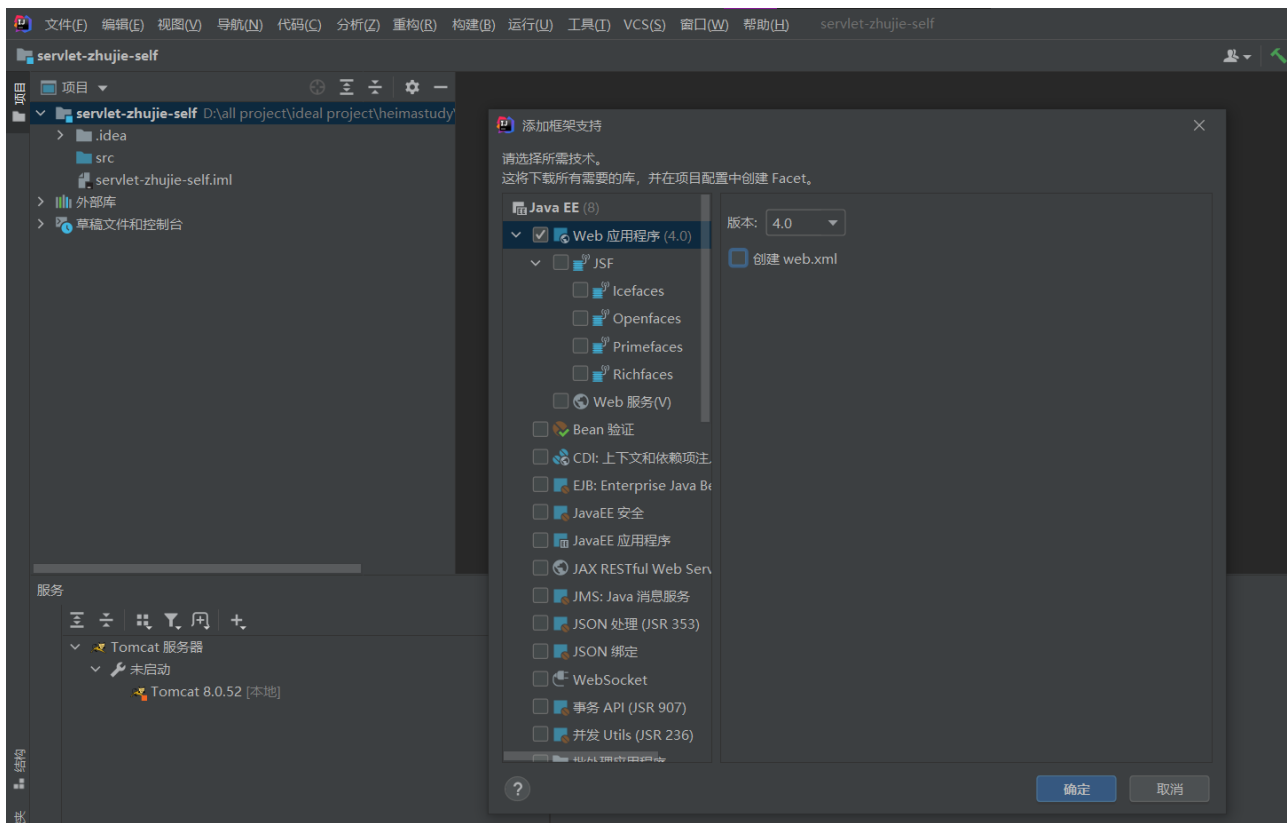 文件(F) 编辑(E) 视图(V) 导航(N) 代码(C) 分析(Z) 重构(R) 构建(B) 运行(U) 工具(T) VCS(S) 窗口(W) 帮助(H) servlet-zhujie-self
servlet-zhujie-self
项目
项目
servlet-zhujie-self D:\all project\ideal project\heimastudy\
.idea
src
servlet-zhujie-self.iml
外部库
草稿文件和控制台
添加框架支持
请选择所需技术。
这将下载所有需要的库，并在项目配置中创建 Facet。
Java EE (8)
Web 应用程序 (4.0)
JSF
Icefaces
Openfaces
Primefaces
Richfaces
Web 服务(V)
Bean 验证
CDI: 上下文和依赖项注
EJB: Enterprise Java Be
JavaEE 安全
JavaEE 应用程序
JAX RESTful Web Serv
JMS: Java 消息服务
JSON 处理 (JSR 353)
JSON 绑定
WebSocket
事务 API (JSR 907)
并发 Utils (JSR 236)
版本: 4.0
创建 web.xml
?
确定
取消
服务
Tomcat 服务器
未启动
Tomcat 8.0.52 [本地]
结构